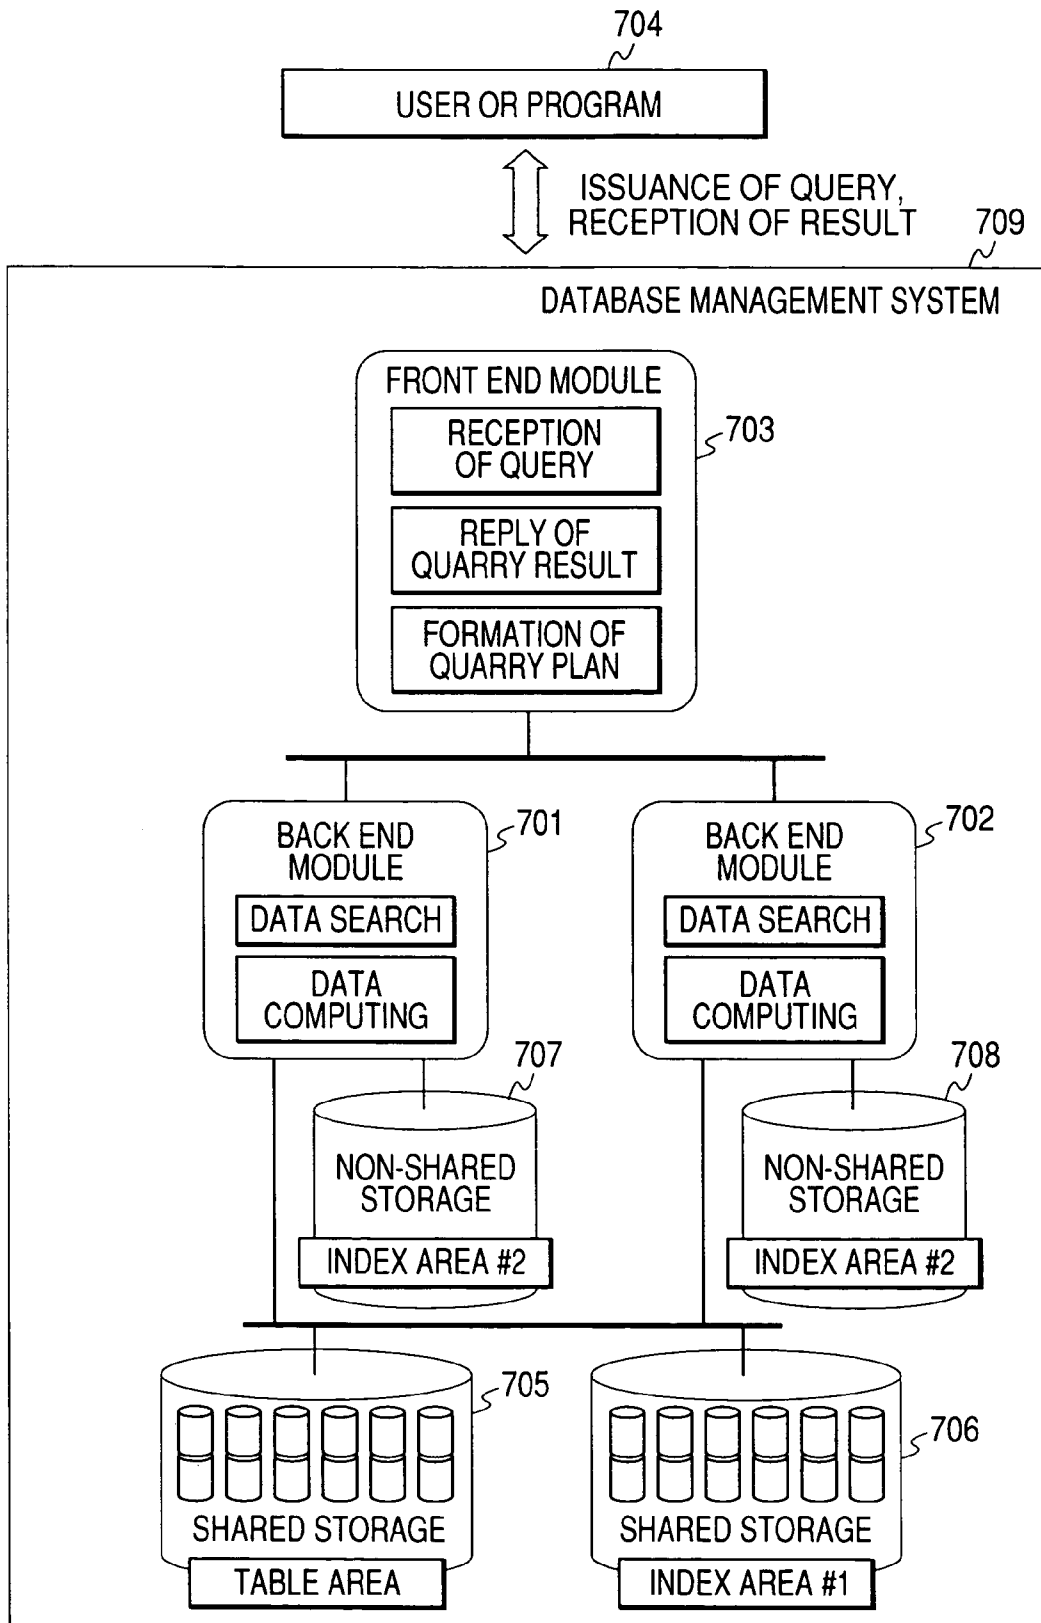 704
USER OR PROGRAM
ISSUANCE OF QUERY,
RECEPTION OF RESULT
709
DATABASE MANAGEMENT SYSTEM
FRONT END MODULE
703
RECEPTION
OF QUERY
REPLY OF
QUARRY RESULT
FORMATION OF
QUARRY PLAN
701
BACK END
MODULE
DATA SEARCH
DATA
COMPUTING
702
BACK END
MODULE
DATA SEARCH
DATA
COMPUTING
707
NON-SHARED
STORAGE
INDEX AREA #2
708
NON-SHARED
STORAGE
INDEX AREA #2
705
SHARED STORAGE
TABLE AREA
706
SHARED STORAGE
INDEX AREA #1